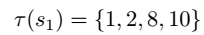 τ(s₁) = {1, 2, 8, 10}